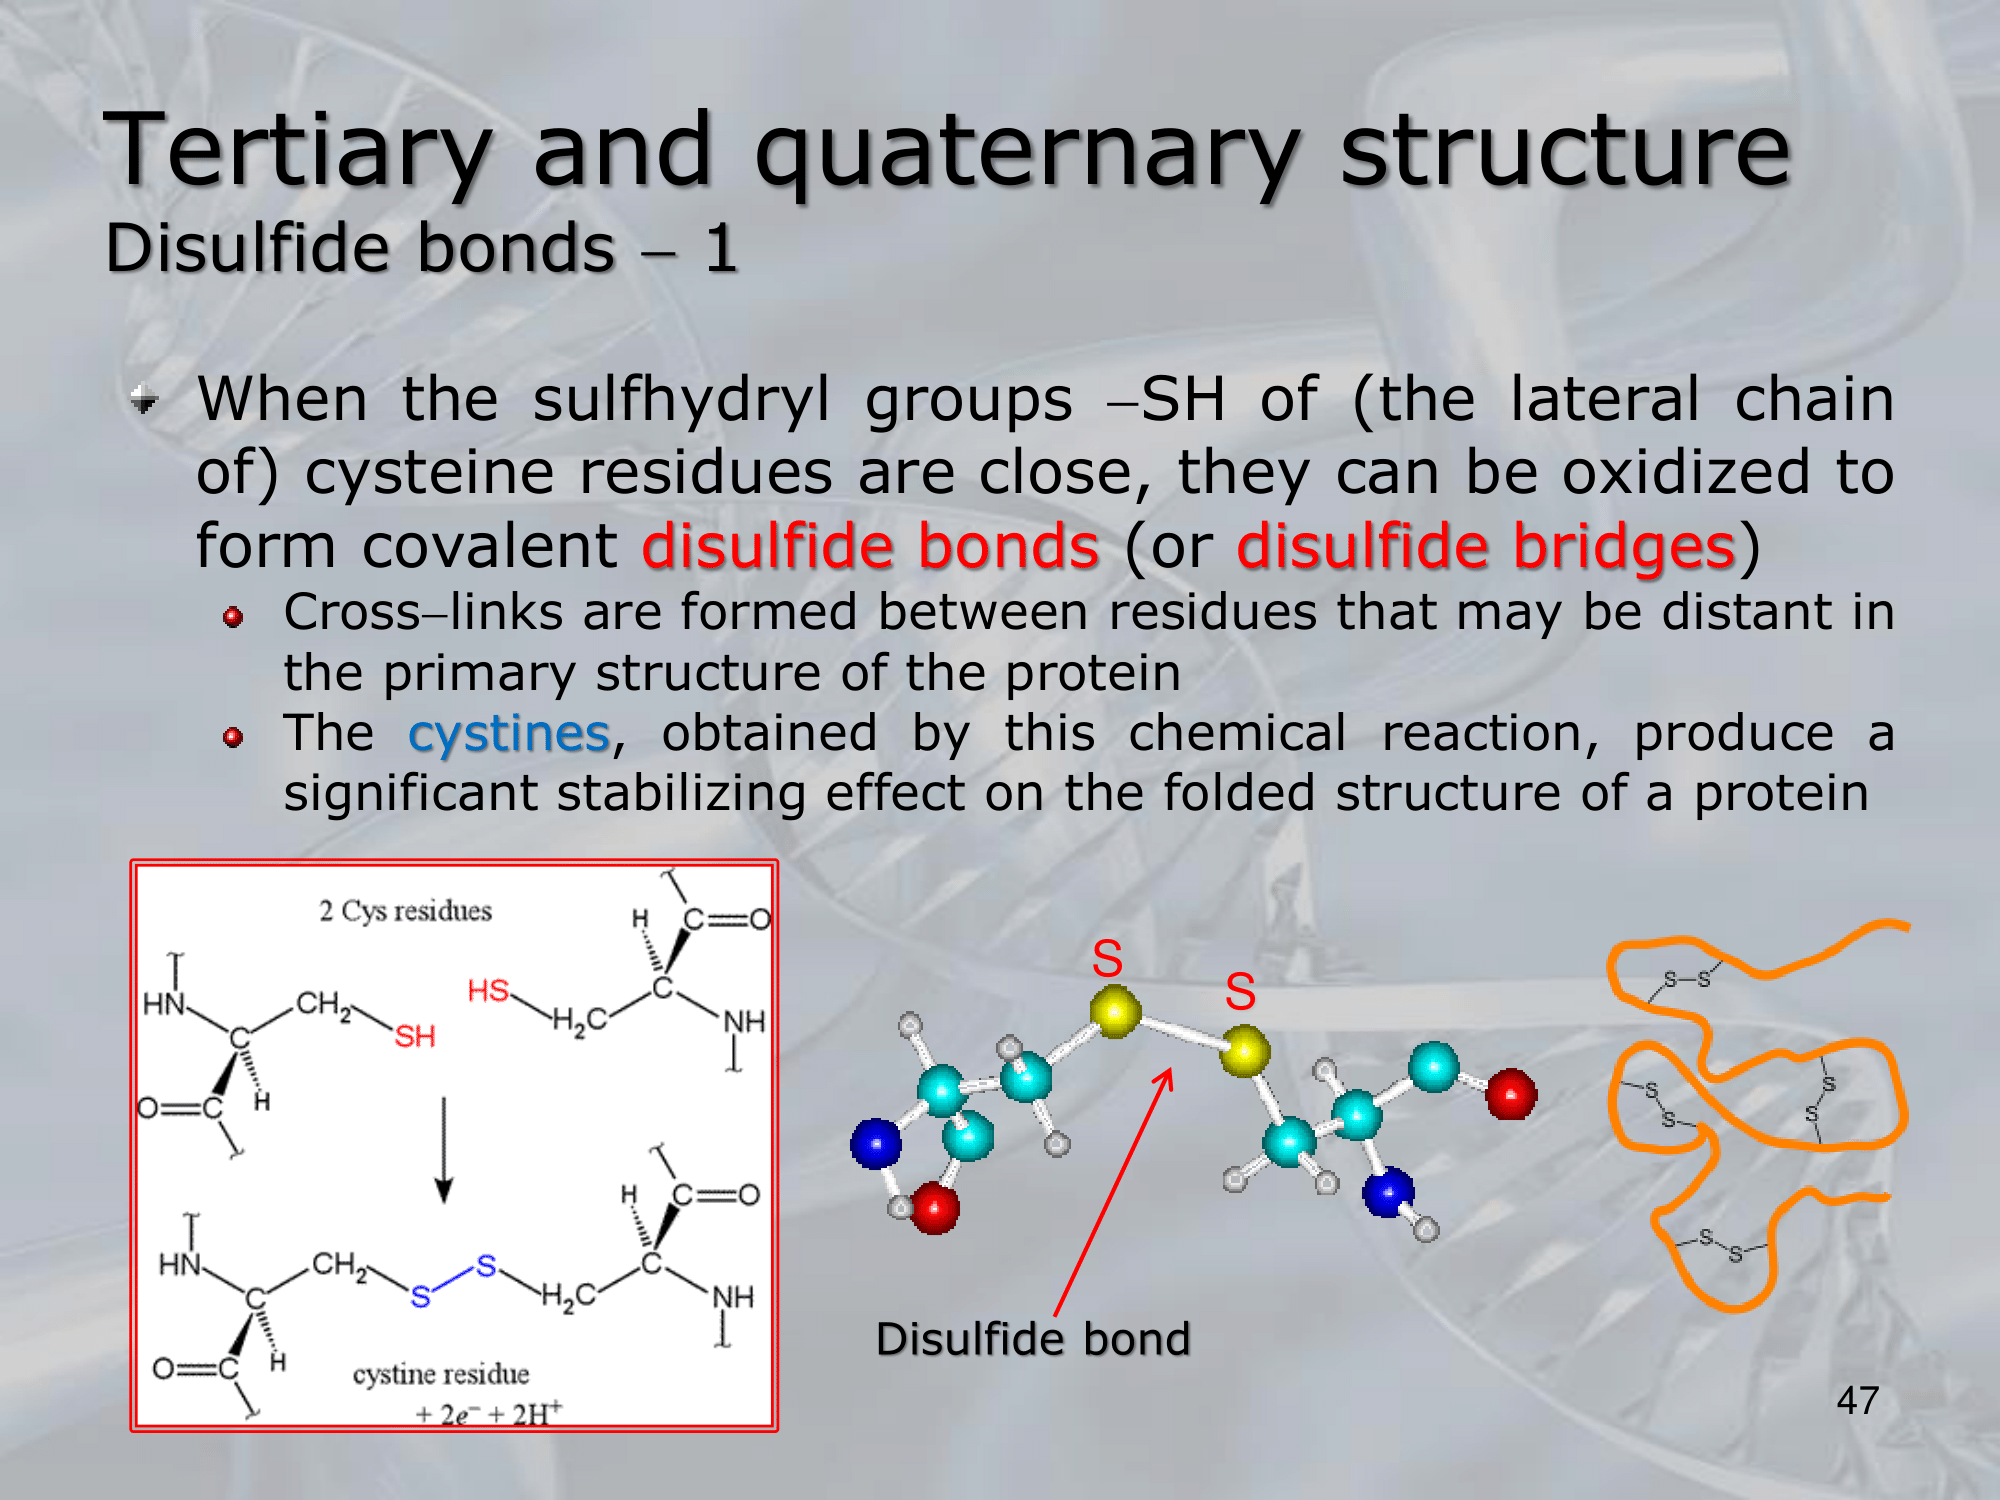 Tertiary and quaternary structure
Disulfide bonds – 1
When the sulfhydryl groups –SH of (the lateral chain
of) cysteine residues are close, they can be oxidized to
form covalent disulfide bonds (or disulfide bridges)
Cross–links are formed between residues that may be distant in
the primary structure of the protein
The cystines, obtained by this chemical reaction, produce a
significant stabilizing effect on the folded structure of a protein
2 Cys residues
H C O
HN CH2 HS C
C SH H2C NH
O C H
H C O
HN CH2 S C
C S H2C NH
O C H
cystine residue
+ 2e⁻ + 2H⁺
S
S
Disulfide bond
S–S
S S
S S
S S
47